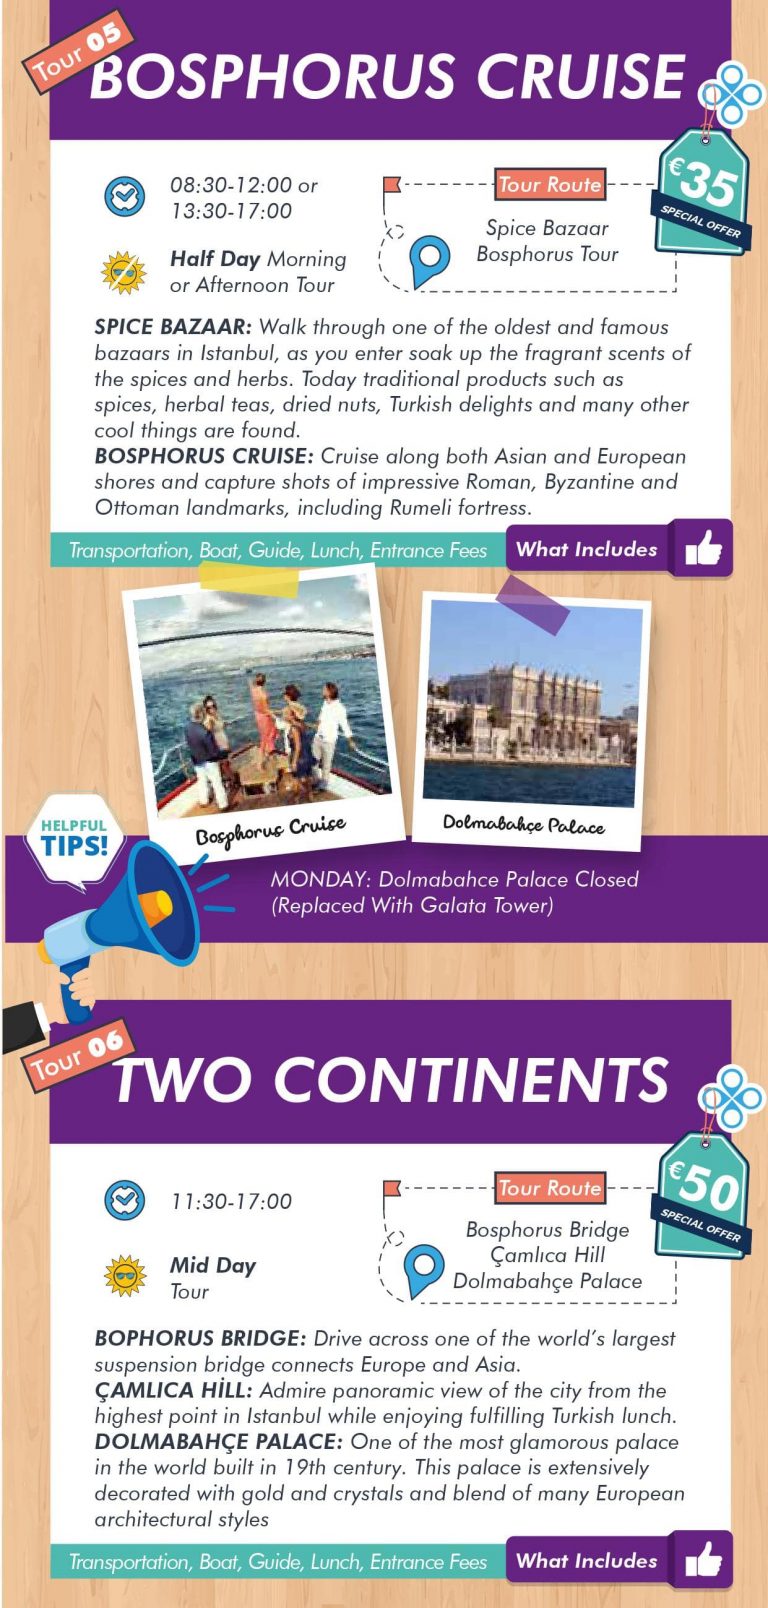 Tour 05
BOSPHORUS CRUISE
€35
SPECIAL OFFER
08:30-12:00 or
13:30-17:00
Half Day Morning
or Afternoon Tour
Tour Route
Spice Bazaar
Bosphorus Tour
SPICE BAZAAR: Walk through one of the oldest and famous
bazaars in Istanbul, as you enter soak up the fragrant scents of
the spices and herbs. Today traditional products such as
spices, herbal teas, dried nuts, Turkish delights and many other
cool things are found.
BOSPHORUS CRUISE: Cruise along both Asian and European
shores and capture shots of impressive Roman, Byzantine and
Ottoman landmarks, including Rumeli fortress.
Transportation, Boat, Guide, Lunch, Entrance Fees
What Includes
Bosphorus Cruise
Dolmabahçe Palace
HELPFUL
TIPS!
MONDAY: Dolmabahce Palace Closed
(Replaced With Galata Tower)
Tour 06
TWO CONTINENTS
€50
SPECIAL OFFER
11:30-17:00
Mid Day
Tour
Tour Route
Bosphorus Bridge
Çamlıca Hill
Dolmabahçe Palace
BOPHORUS BRIDGE: Drive across one of the world's largest
suspension bridge connects Europe and Asia.
ÇAMLICA HİLL: Admire panoramic view of the city from the
highest point in Istanbul while enjoying fulfilling Turkish lunch.
DOLMABAHÇE PALACE: One of the most glamorous palace
in the world built in 19th century. This palace is extensively
decorated with gold and crystals and blend of many European
architectural styles
Transportation, Boat, Guide, Lunch, Entrance Fees
What Includes